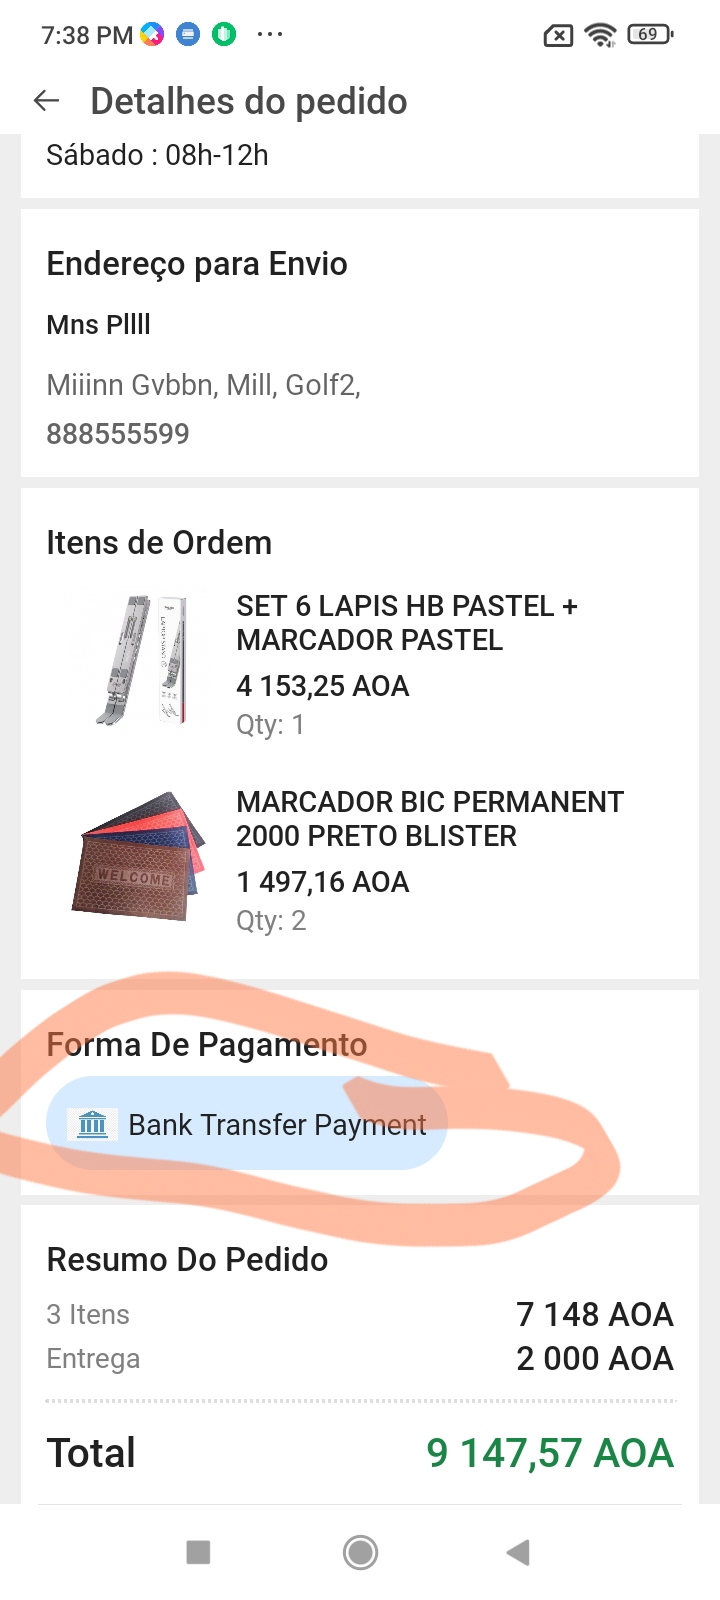 7:38 PM
69
Detalhes do pedido
Sábado : 08h-12h
Endereço para Envio
Mns Pllll
Miiinn Gvbbn, Mill, Golf2,
888555599
Itens de Ordem
SET 6 LAPIS HB PASTEL +
MARCADOR PASTEL
4 153,25 AOA
Qty: 1
WELCOME
MARCADOR BIC PERMANENT
2000 PRETO BLISTER
1 497,16 AOA
Qty: 2
Forma De Pagamento
Bank Transfer Payment
Resumo Do Pedido
3 Itens
7 148 AOA
Entrega
2 000 AOA
Total
9 147,57 AOA